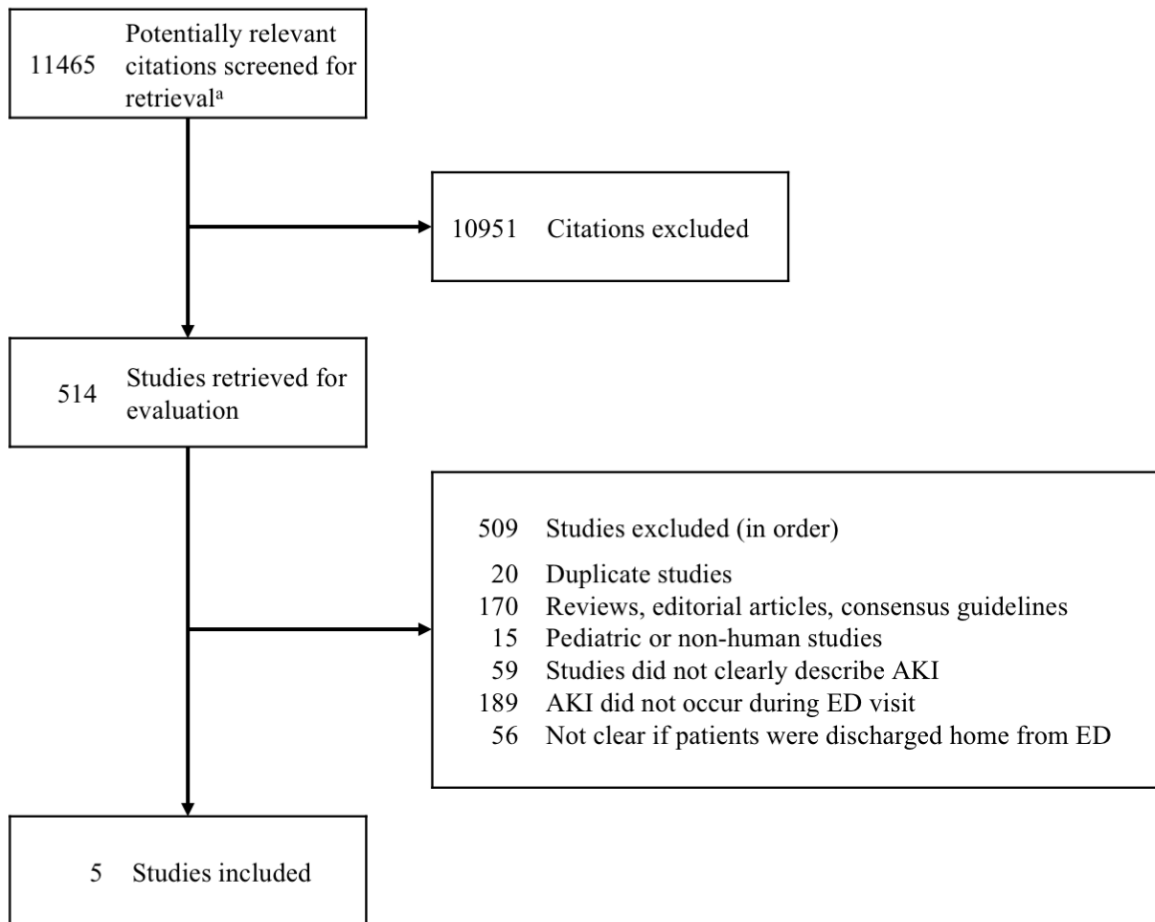 11465 Potentially relevant
citations screened for
retrievalᵃ
10951 Citations excluded
514 Studies retrieved for
evaluation
509 Studies excluded (in order)
20 Duplicate studies
170 Reviews, editorial articles, consensus guidelines
15 Pediatric or non-human studies
59 Studies did not clearly describe AKI
189 AKI did not occur during ED visit
56 Not clear if patients were discharged home from ED
5 Studies included